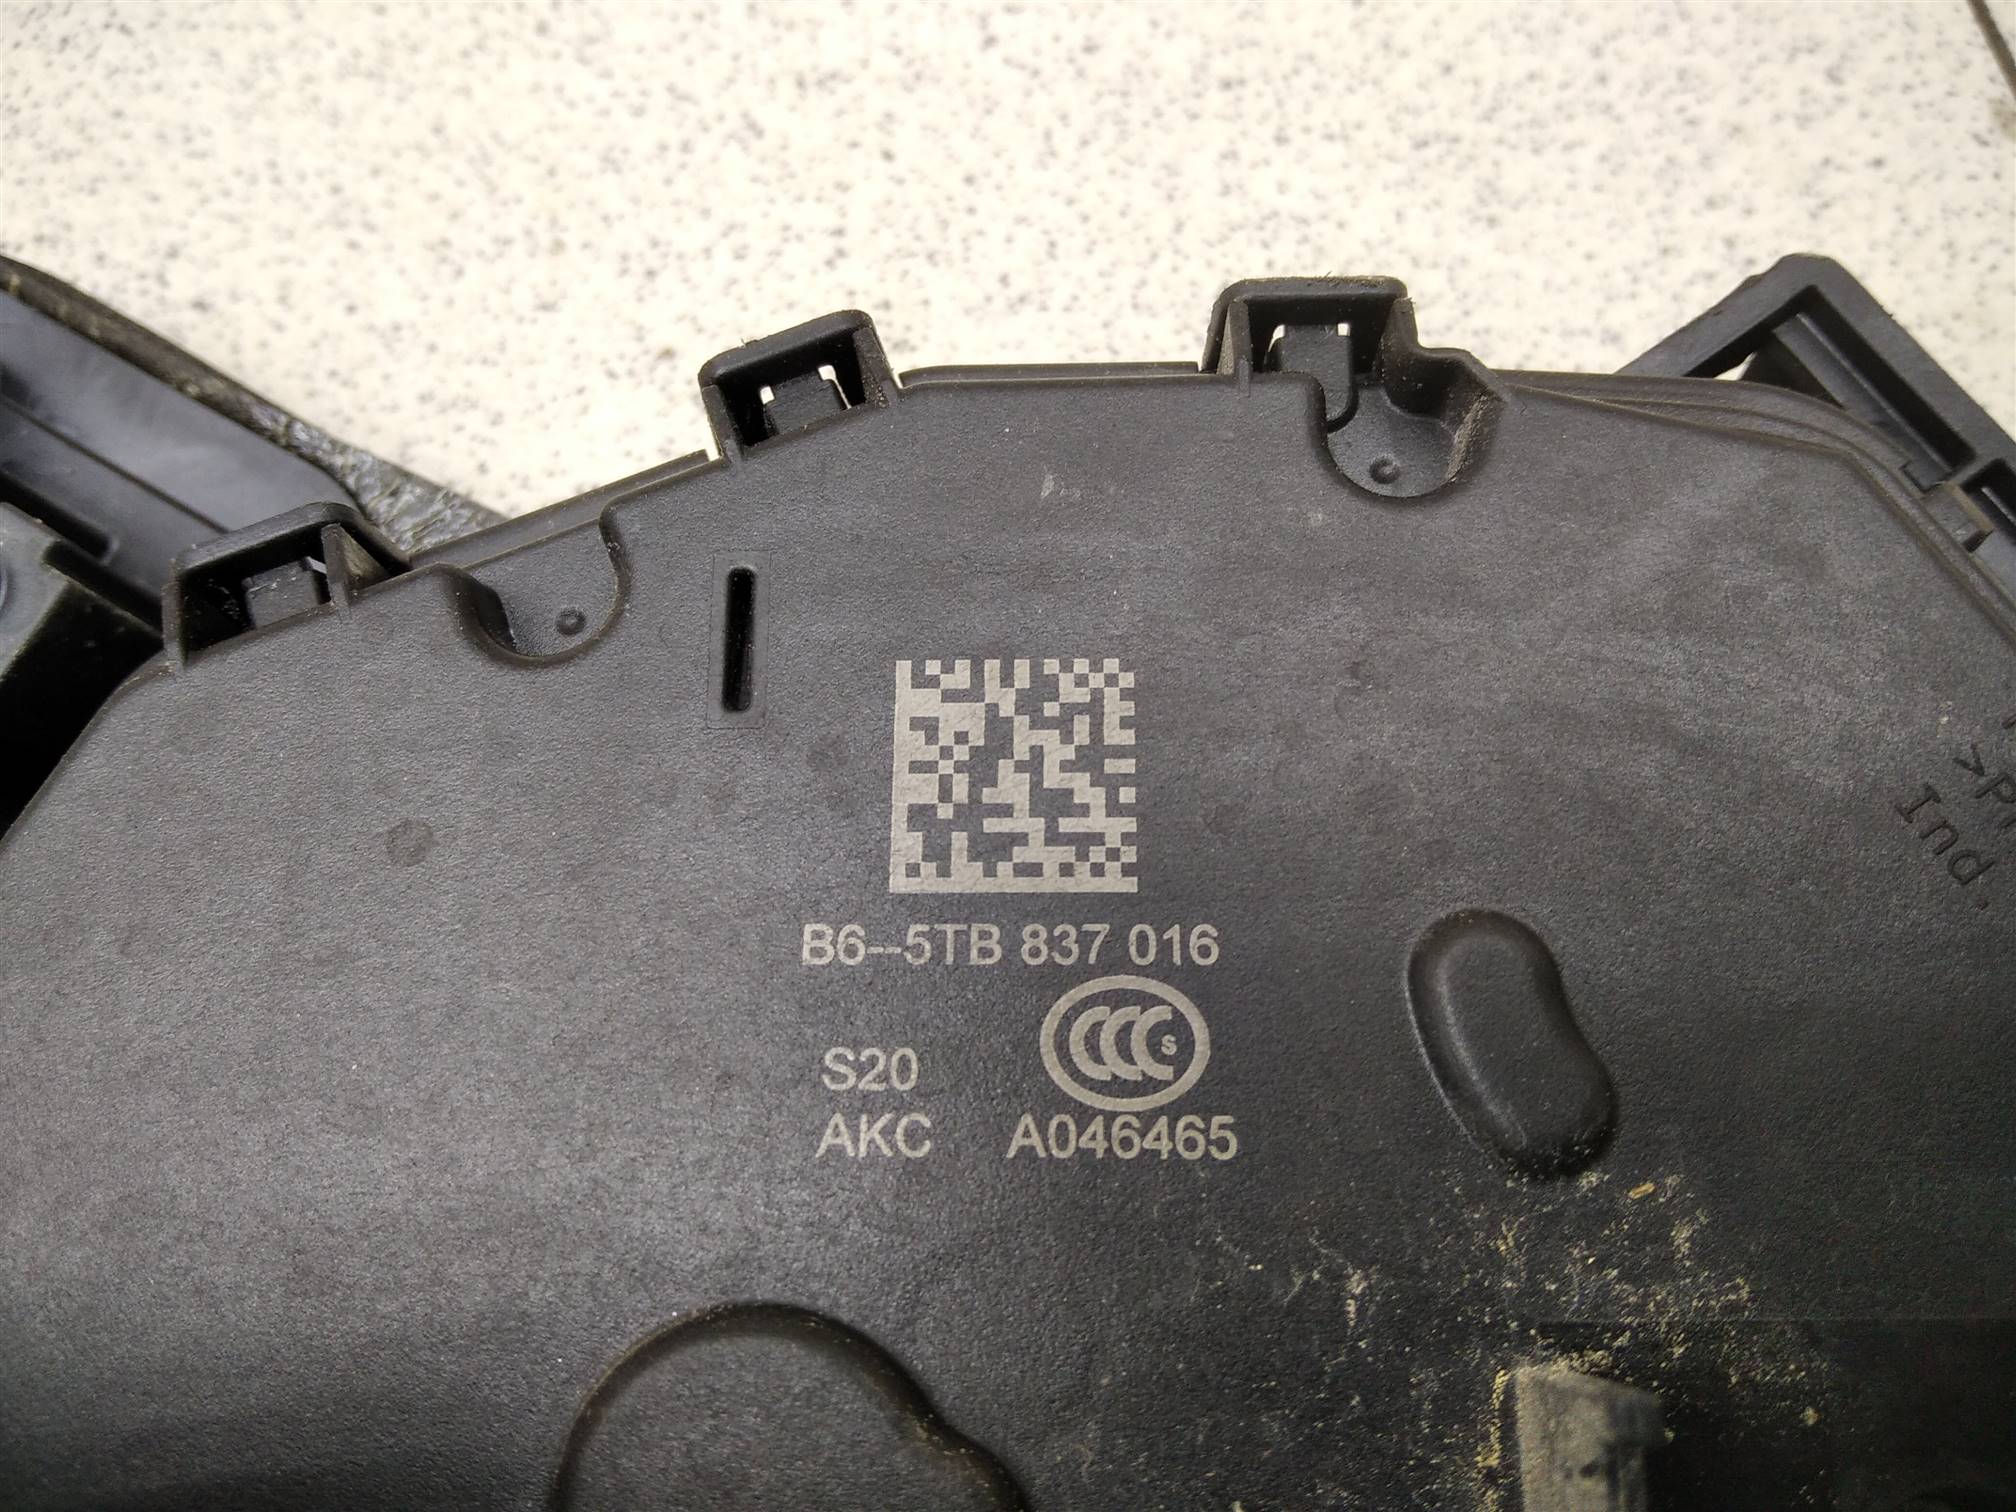 B6--5TB 837 016
CCC S
S20
AKC A046465
Ind.